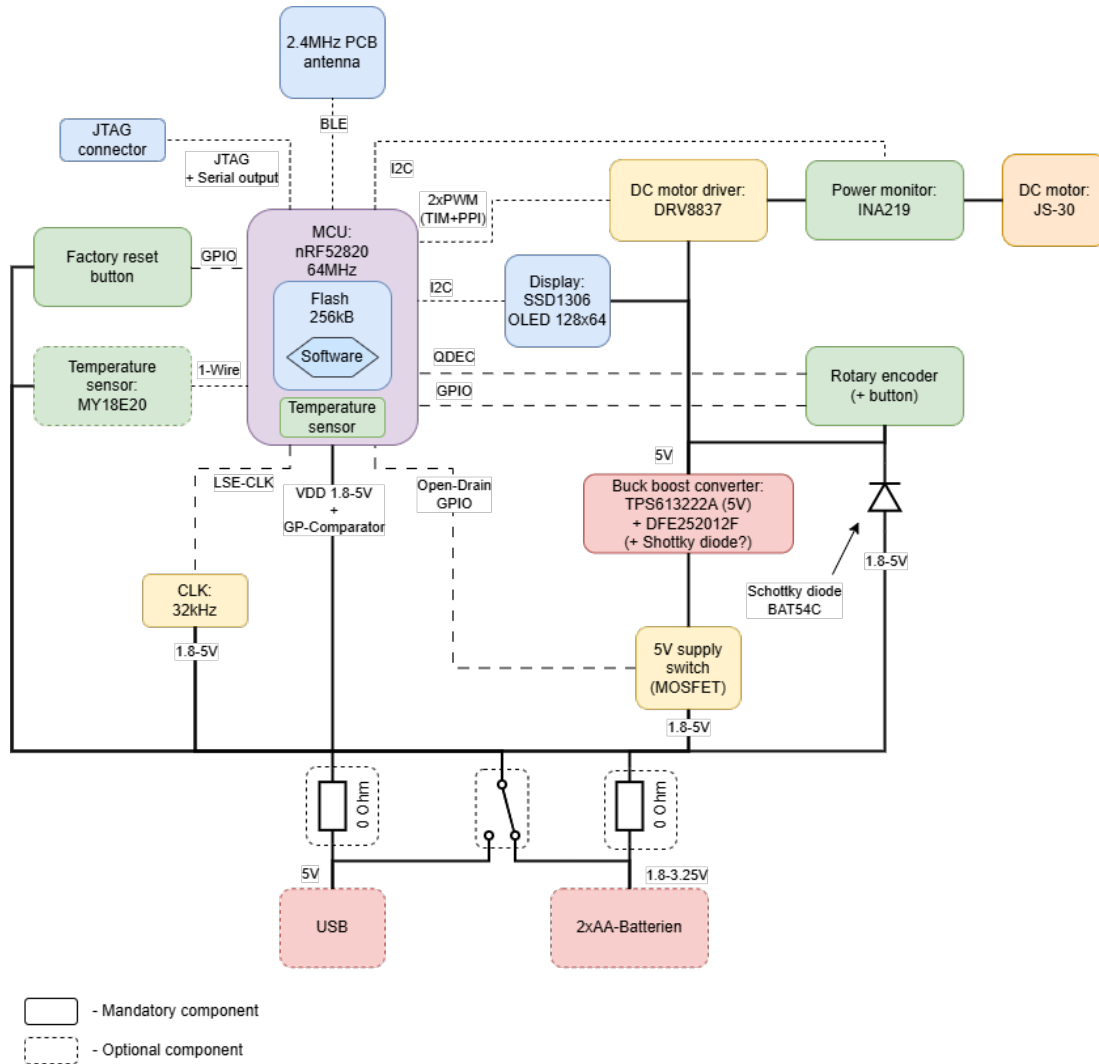 2.4MHz PCB
antenna
BLE
JTAG
connector
JTAG
+ Serial output
I2C
2xPWM
(TIM+PPI)
DC motor driver:
DRV8837
Power monitor:
INA219
DC motor:
JS-30
MCU:
nRF52820
64MHz
Factory reset
button
GPIO
Flash
256kB
Software
I2C
Display:
SSD1306
OLED 128x64
Temperature
sensor:
MY18E20
1-Wire
QDEC
GPIO
Rotary encoder
(+ button)
Temperature
sensor
LSE-CLK
VDD 1.8-5V
+
GP-Comparator
Open-Drain
GPIO
5V
Buck boost converter:
TPS613222A (5V)
+ DFE252012F
(+ Shottky diode?)
1.8-5V
Schottky diode
BAT54C
CLK:
32kHz
1.8-5V
5V supply
switch
(MOSFET)
1.8-5V
0 Ohm
0 Ohm
5V
1.8-3.25V
USB
2xAA-Batterien
- Mandatory component
- Optional component